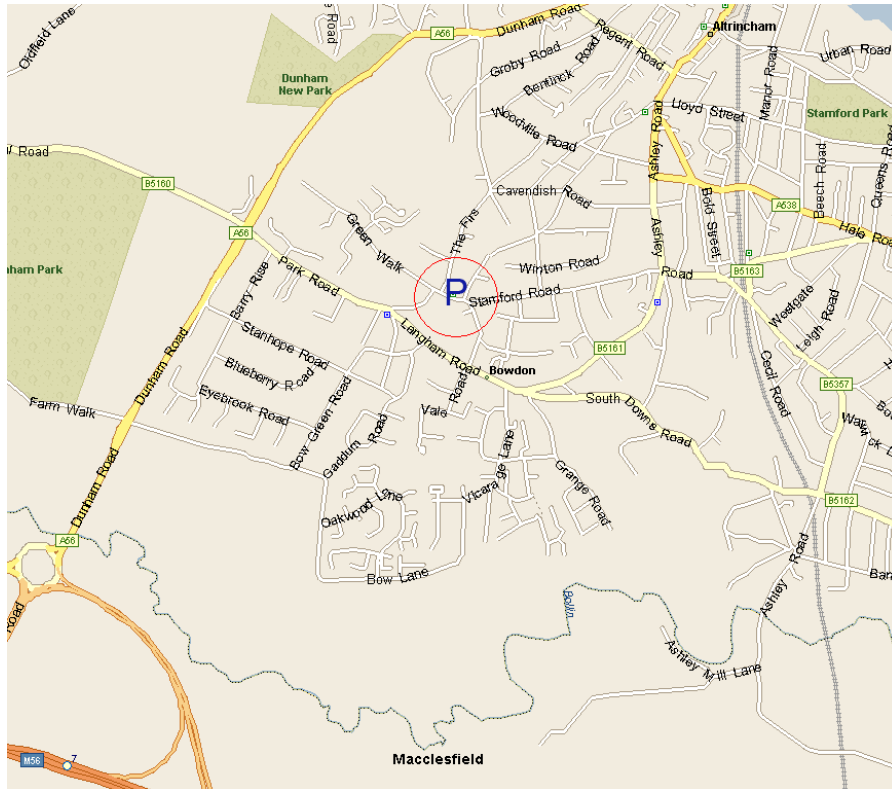 Oldfield Lane
A56
Dunham Road
Regent Road
Altrincham
Groby Road
Bentinck Road
Urban Road
Manor Road
Dunham
New Park
Lloyd Street
Woodville Road
Stamford Park
Ashley Road
Road
B5160
Cavendish Road
Bold Street
Beech Road
Queens Road
A538
Hale
A56
Green Walk
The Firs
Ashley
Park Road
Barry Rise
Winton Road
Road
B5163
P
Stamford Road
Westgate
Leigh Road
Langham Road
Stanhope Road
B5161
Bowdon
Blueberry Road
Cecil Road
B5357
Dunham Road
Eyebrook Road
Farm Walk
Vale
Road
South Downs Road
Bow Green Road
Gaddum Road
Vicarage Lane
Grange Road
Oakwood Lane
B5162
Dunham Road
A56
Bow Lane
Ashley Road
Bollin
Road
Ashley Mill Lane
M56
7
Macclesfield